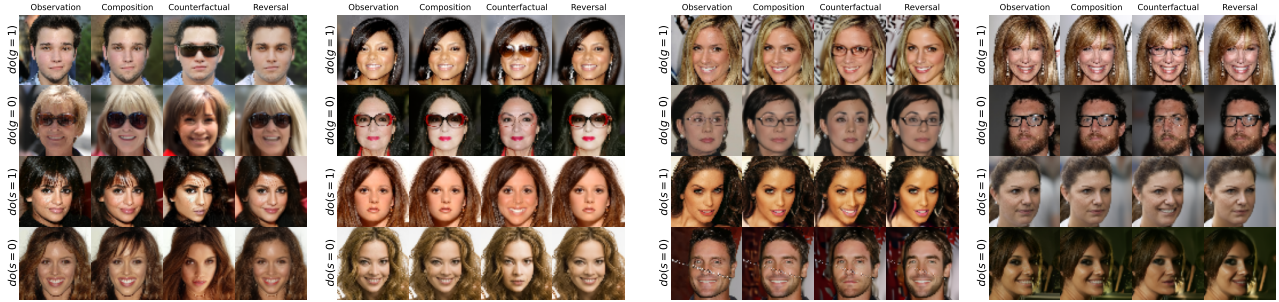 Observation Composition Counterfactual Reversal Observation Composition Counterfactual Reversal Observation Composition Counterfactual Reversal Observation Composition Counterfactual Reversal
do(g = 1) do(g = 1) do(g = 1) do(g = 1)
do(g = 0) do(g = 0) do(g = 0) do(g = 0)
do(s = 1) do(s = 1) do(s = 1) do(s = 1)
do(s = 0) do(s = 0) do(s = 0) do(s = 0)